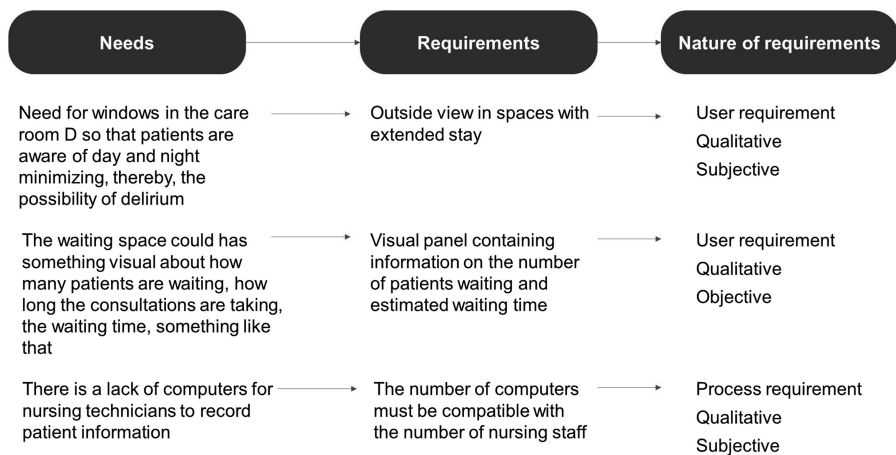 Needs
Requirements
Nature of requirements
Need for windows in the care
room D so that patients are
aware of day and night
minimizing, thereby, the
possibility of delirium
Outside view in spaces with
extended stay
User requirement
Qualitative
Subjective
The waiting space could has
something visual about how
many patients are waiting, how
long the consultations are taking,
the waiting time, something like
that
Visual panel containing
information on the number
of patients waiting and
estimated waiting time
User requirement
Qualitative
Objective
There is a lack of computers for
nursing technicians to record
patient information
The number of computers
must be compatible with
the number of nursing staff
Process requirement
Qualitative
Subjective